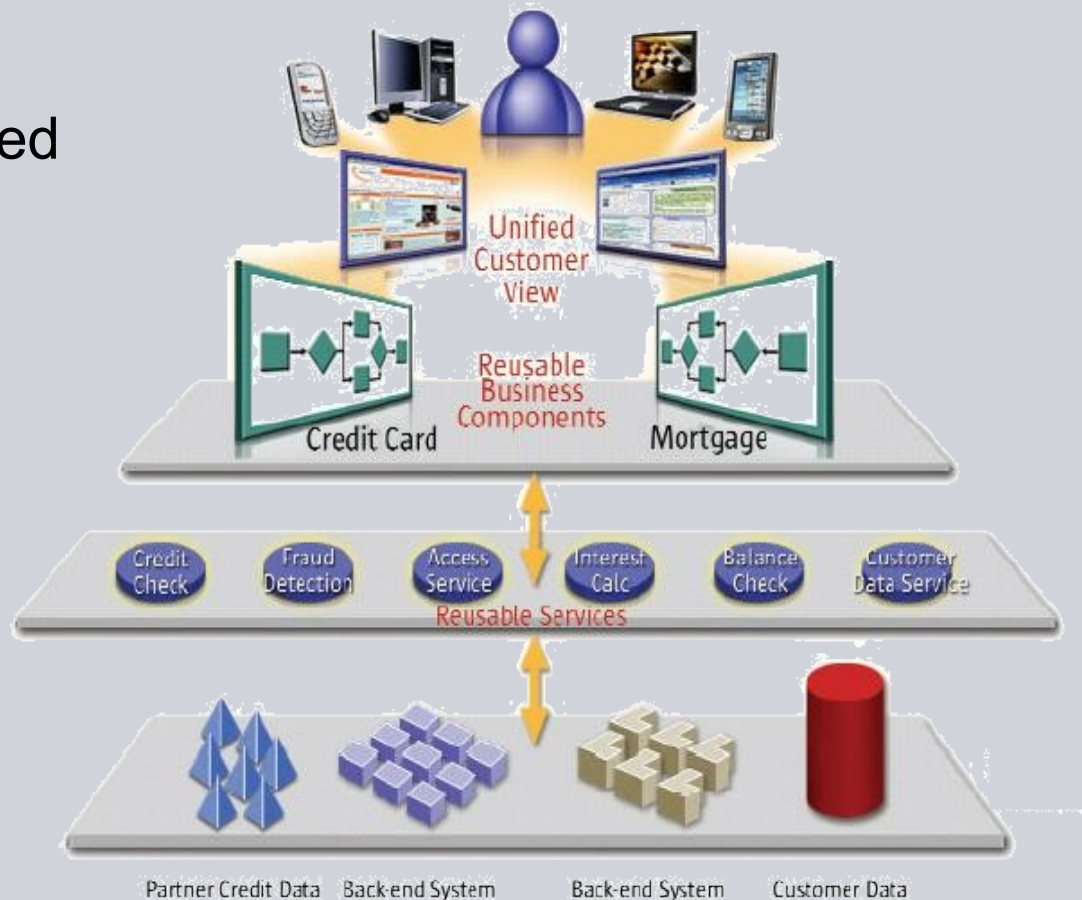 ed
Unified
Customer
View
Reusable
Business
Components
Credit Card
Mortgage
Credit
Check
Fraud
Detection
Access
Service
Interest
Calc
Balance
Check
Customer
Data Service
Reusable Services
Partner Credit Data
Back-end System
Back-end System
Customer Data